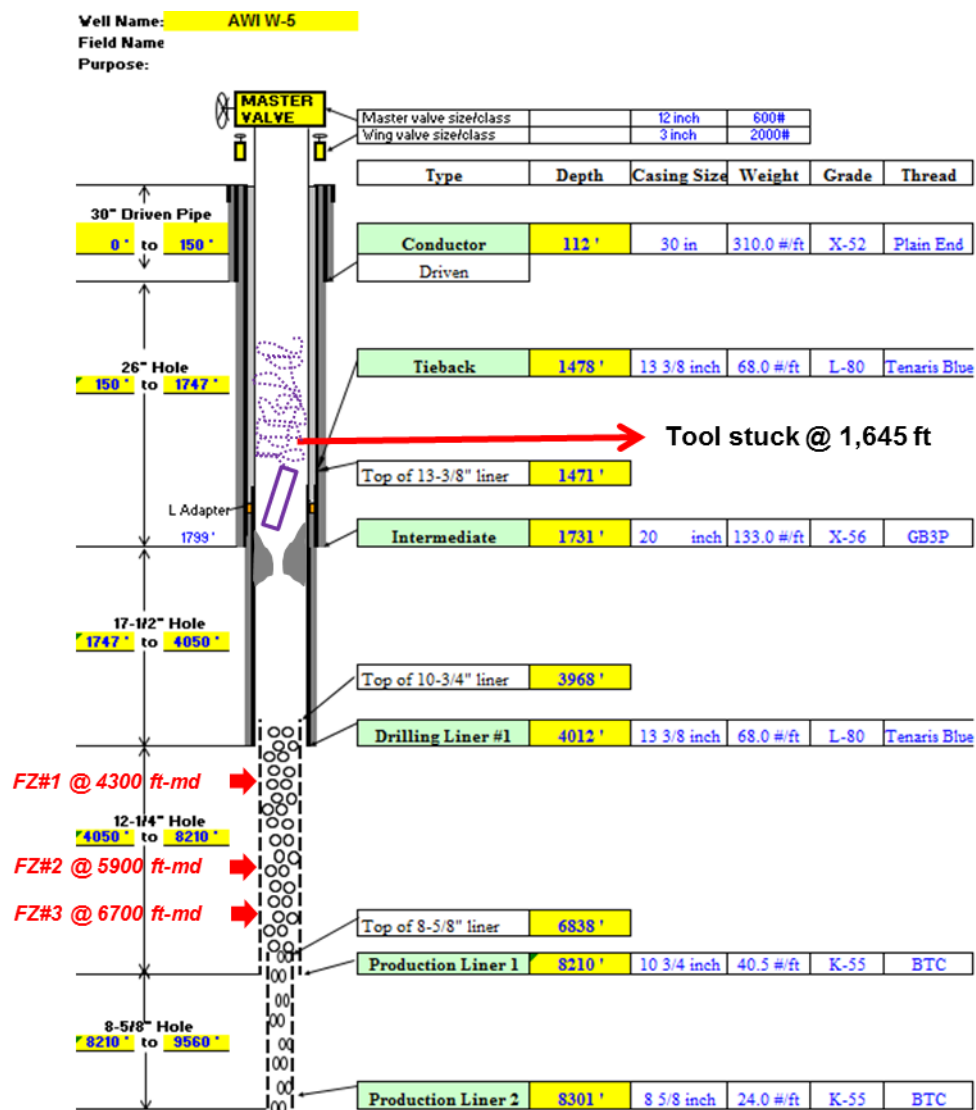 Well Name: AWI W-5
Field Name
Purpose:
MASTER
VALVE
Master valve size/class 12 inch 600#
Wing valve size/class 3 inch 2000#
Type Depth Casing Size Weight Grade Thread
30" Driven Pipe
0 ' to 150 '
Conductor 112 ' 30 in 310.0 #/ft X-52 Plain End
Driven
26" Hole
150 ' to 1747 '
Tieback 1478 ' 13 3/8 inch 68.0 #/ft L-80 Tenaris Blue
Tool stuck @ 1,645 ft
Top of 13-3/8" liner 1471 '
L Adapter
1799 '
Intermediate 1731 ' 20 inch 133.0 #/ft X-56 GB3P
17-1/2" Hole
1747 ' to 4050 '
Top of 10-3/4" liner 3968 '
Drilling Liner #1 4012 ' 13 3/8 inch 68.0 #/ft L-80 Tenaris Blue
FZ#1 @ 4300 ft-md
12-1/4" Hole
4050 ' to 8210 '
FZ#2 @ 5900 ft-md
FZ#3 @ 6700 ft-md
Top of 8-5/8" liner 6838 '
Production Liner 1 8210 ' 10 3/4 inch 40.5 #/ft K-55 BTC
8-5/8" Hole
8210 ' to 9560 '
Production Liner 2 8301 ' 8 5/8 inch 24.0 #/ft K-55 BTC